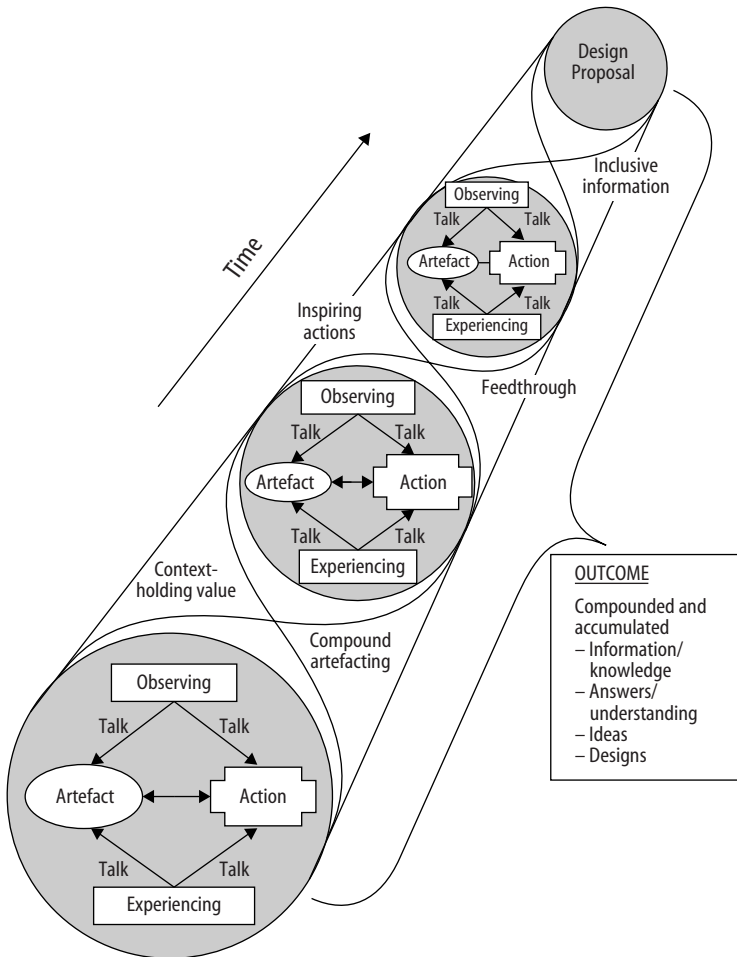 Design
Proposal
Inclusive
information
Observing
Talk Talk
Artefact Action
Talk Talk
Experiencing
Time
Inspiring
actions
Feedthrough
Observing
Talk Talk
Artefact Action
Talk Talk
Experiencing
Context-
holding value
Compound
artefacting
OUTCOME
Compounded and
accumulated
– Information/
knowledge
– Answers/
understanding
– Ideas
– Designs
Observing
Talk Talk
Artefact Action
Talk Talk
Experiencing